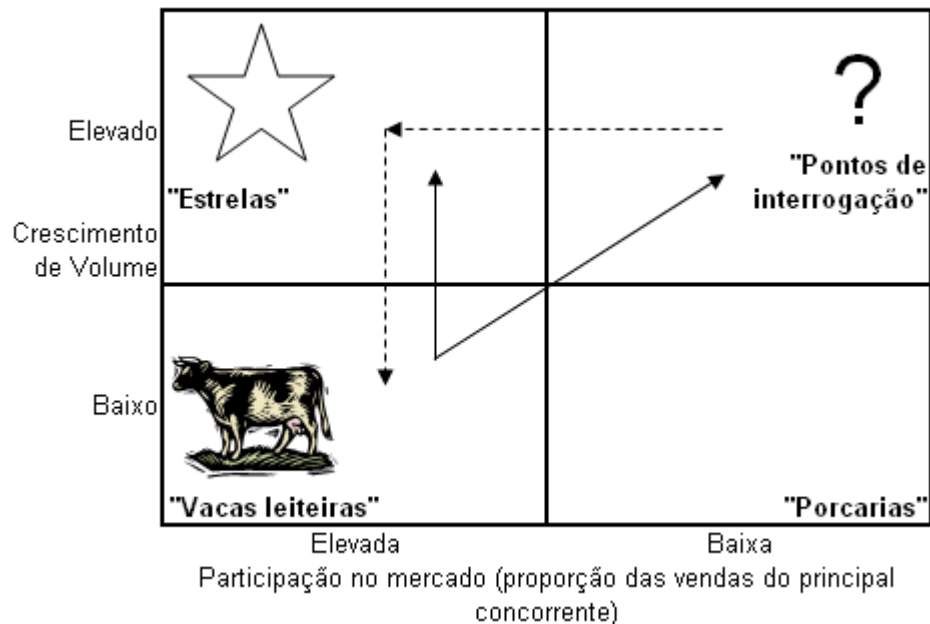 ?
Elevado
"Estrelas"
"Pontos de
interrogação"
Crescimento
de Volume
Baixo
"Vacas leiteiras"
"Porcarias"
Elevada
Baixa
Participação no mercado (proporção das vendas do principal
concorrente)